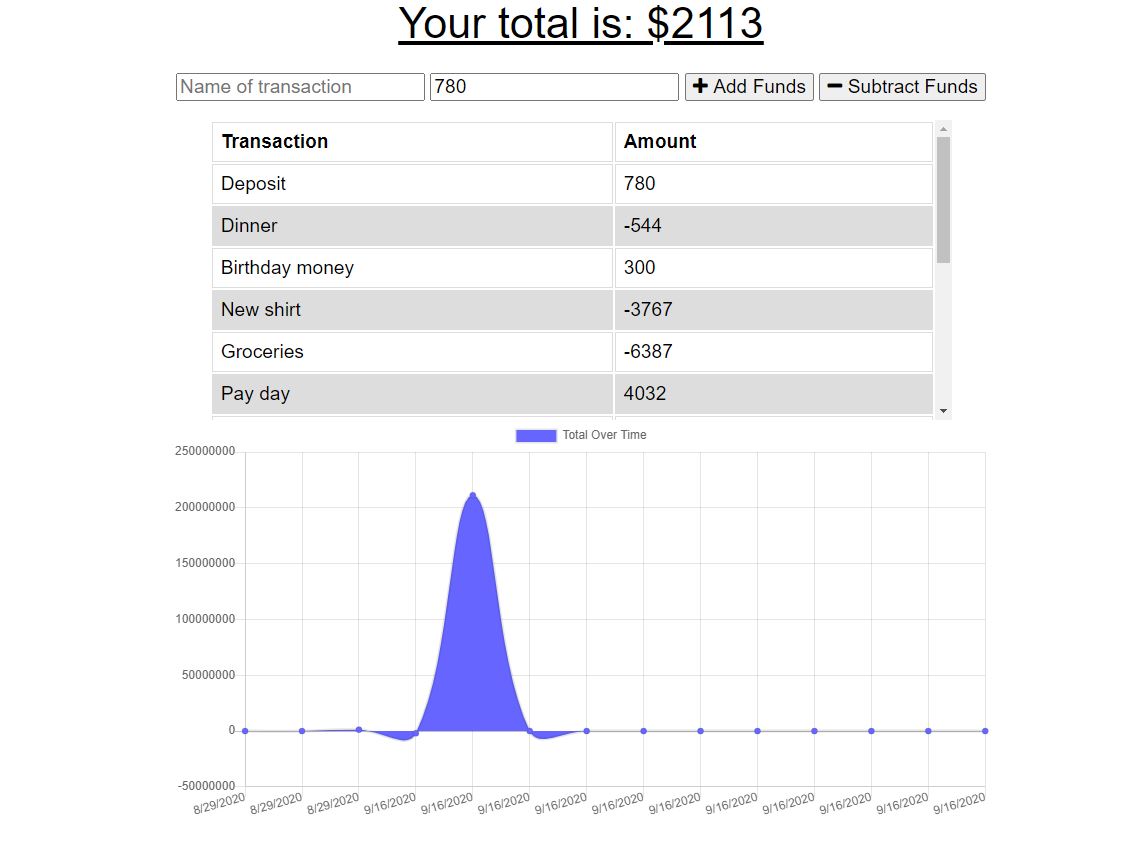 Your total is: $2113
Name of transaction 780 Add Funds Subtract Funds
Transaction Amount
Deposit 780
Dinner -544
Birthday money 300
New shirt -3767
Groceries -6387
Pay day 4032
Total Over Time
250000000
200000000
150000000
100000000
50000000
0
-50000000
8/29/2020 8/29/2020 8/29/2020 9/16/2020 9/16/2020 9/16/2020 9/16/2020 9/16/2020 9/16/2020 9/16/2020 9/16/2020 9/16/2020 9/16/2020 9/16/2020